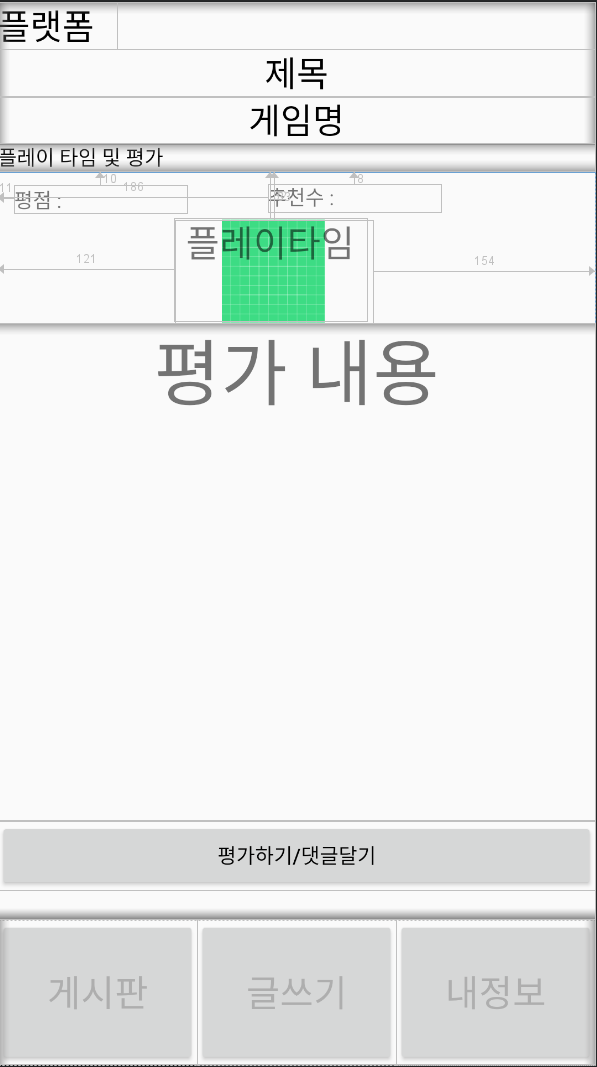 플랫폼
제목
게임명
플레이 타임 및 평가
11 10 186 8
평점 : 추천수 :
플레이타임
121 154
평가 내용
평가하기/댓글달기
게시판 글쓰기 내정보